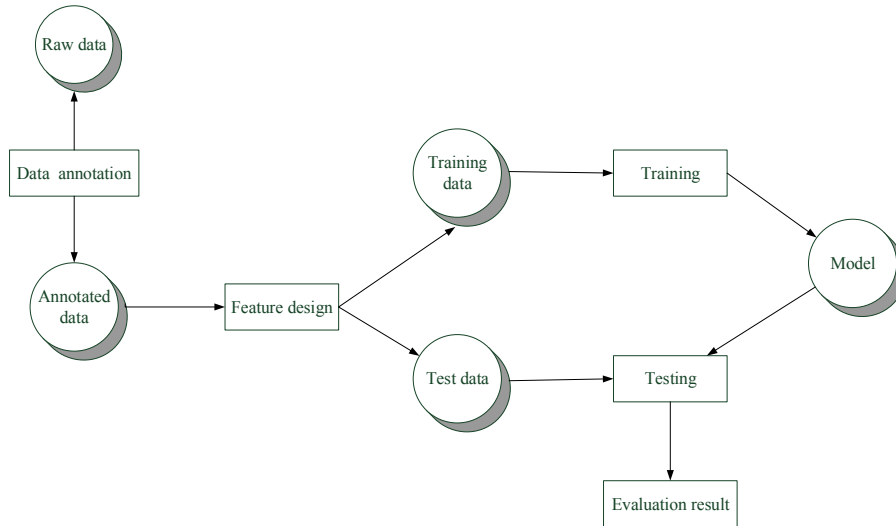 Raw data
Data annotation
Annotated
data
Feature design
Training
data
Test data
Training
Testing
Model
Evaluation result